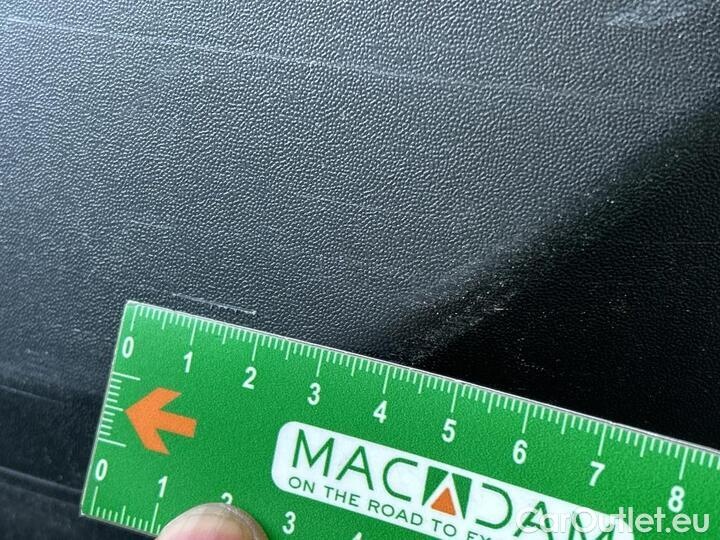 0 1 2 3 4 5 6 7 8
MACADAM
ON THE ROAD TO EX
0 1 2 3
CarOutlet.eu